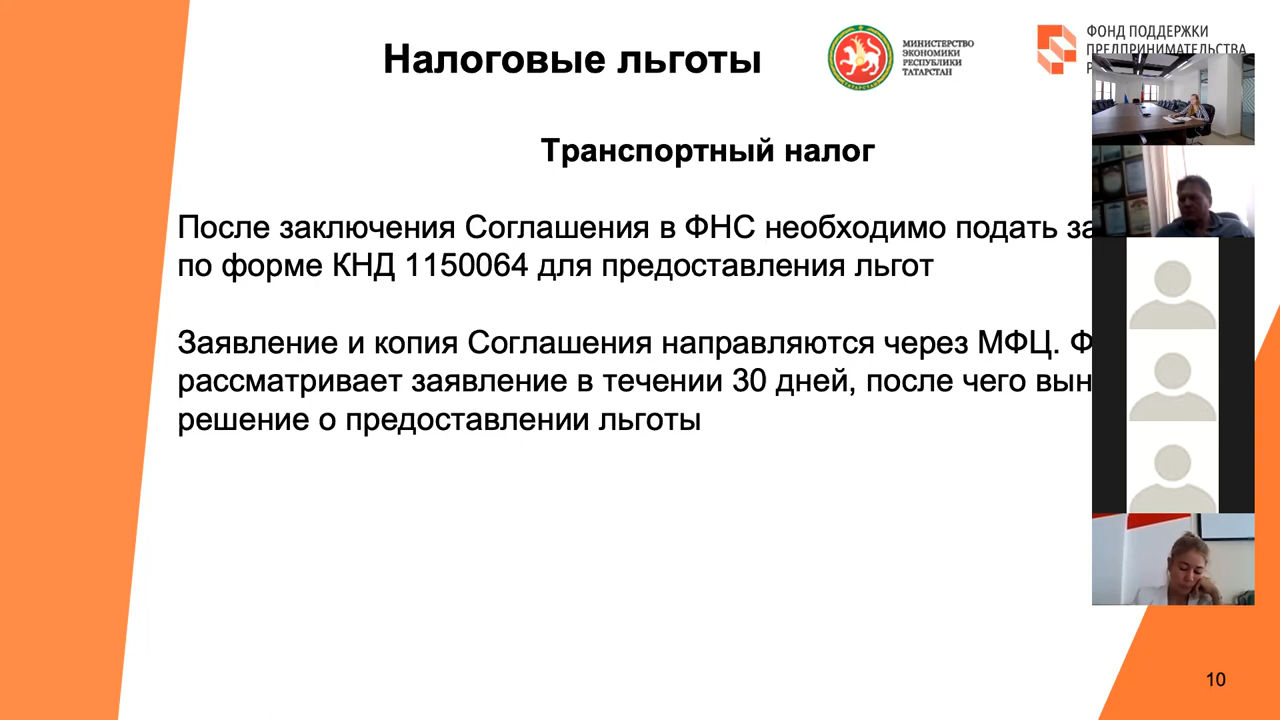 Налоговые льготы
МИНИСТЕРСТВО
ЭКОНОМИКИ
РЕСПУБЛИКИ
ТАТАРСТАН
ТАТАРСТАН
ФОНД ПОДДЕРЖКИ
ПРЕДПРИНИМАТЕЛЬСТВА
Транспортный налог
После заключения Соглашения в ФНС необходимо подать
по форме КНД 1150064 для предоставления льгот
Заявление и копия Соглашения направляются через МФЦ.
рассматривает заявление в течении 30 дней, после чего
решение о предоставлении льготы
10